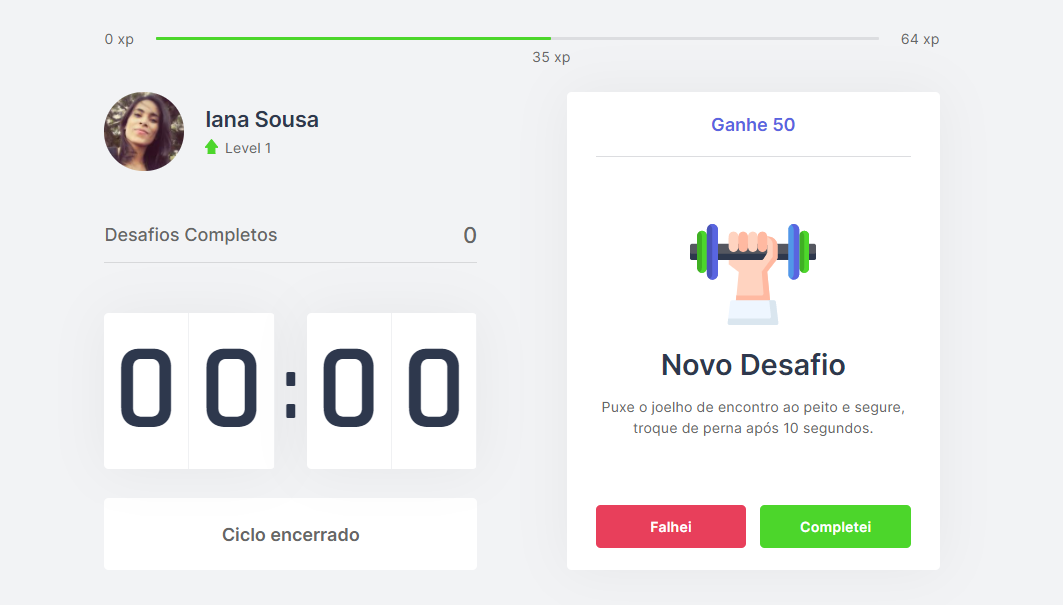 0 xp
64 xp
35 xp
Iana Sousa
Level 1
Desafios Completos
0
00:00
Ciclo encerrado
Ganhe 50
Novo Desafio
Puxe o joelho de encontro ao peito e segure,
troque de perna após 10 segundos.
Falhei
Completei